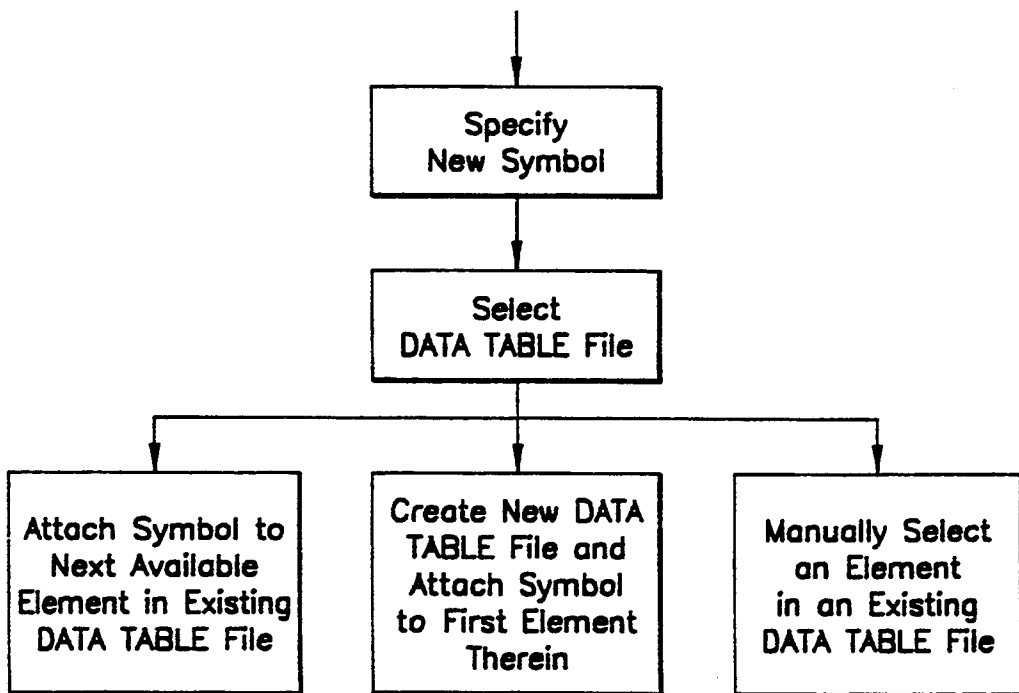 Specify
New Symbol
Select
DATA TABLE File
Attach Symbol to
Next Available
Element in Existing
DATA TABLE File
Create New DATA
TABLE File and
Attach Symbol
to First Element
Therein
Manually Select
an Element
in an Existing
DATA TABLE File